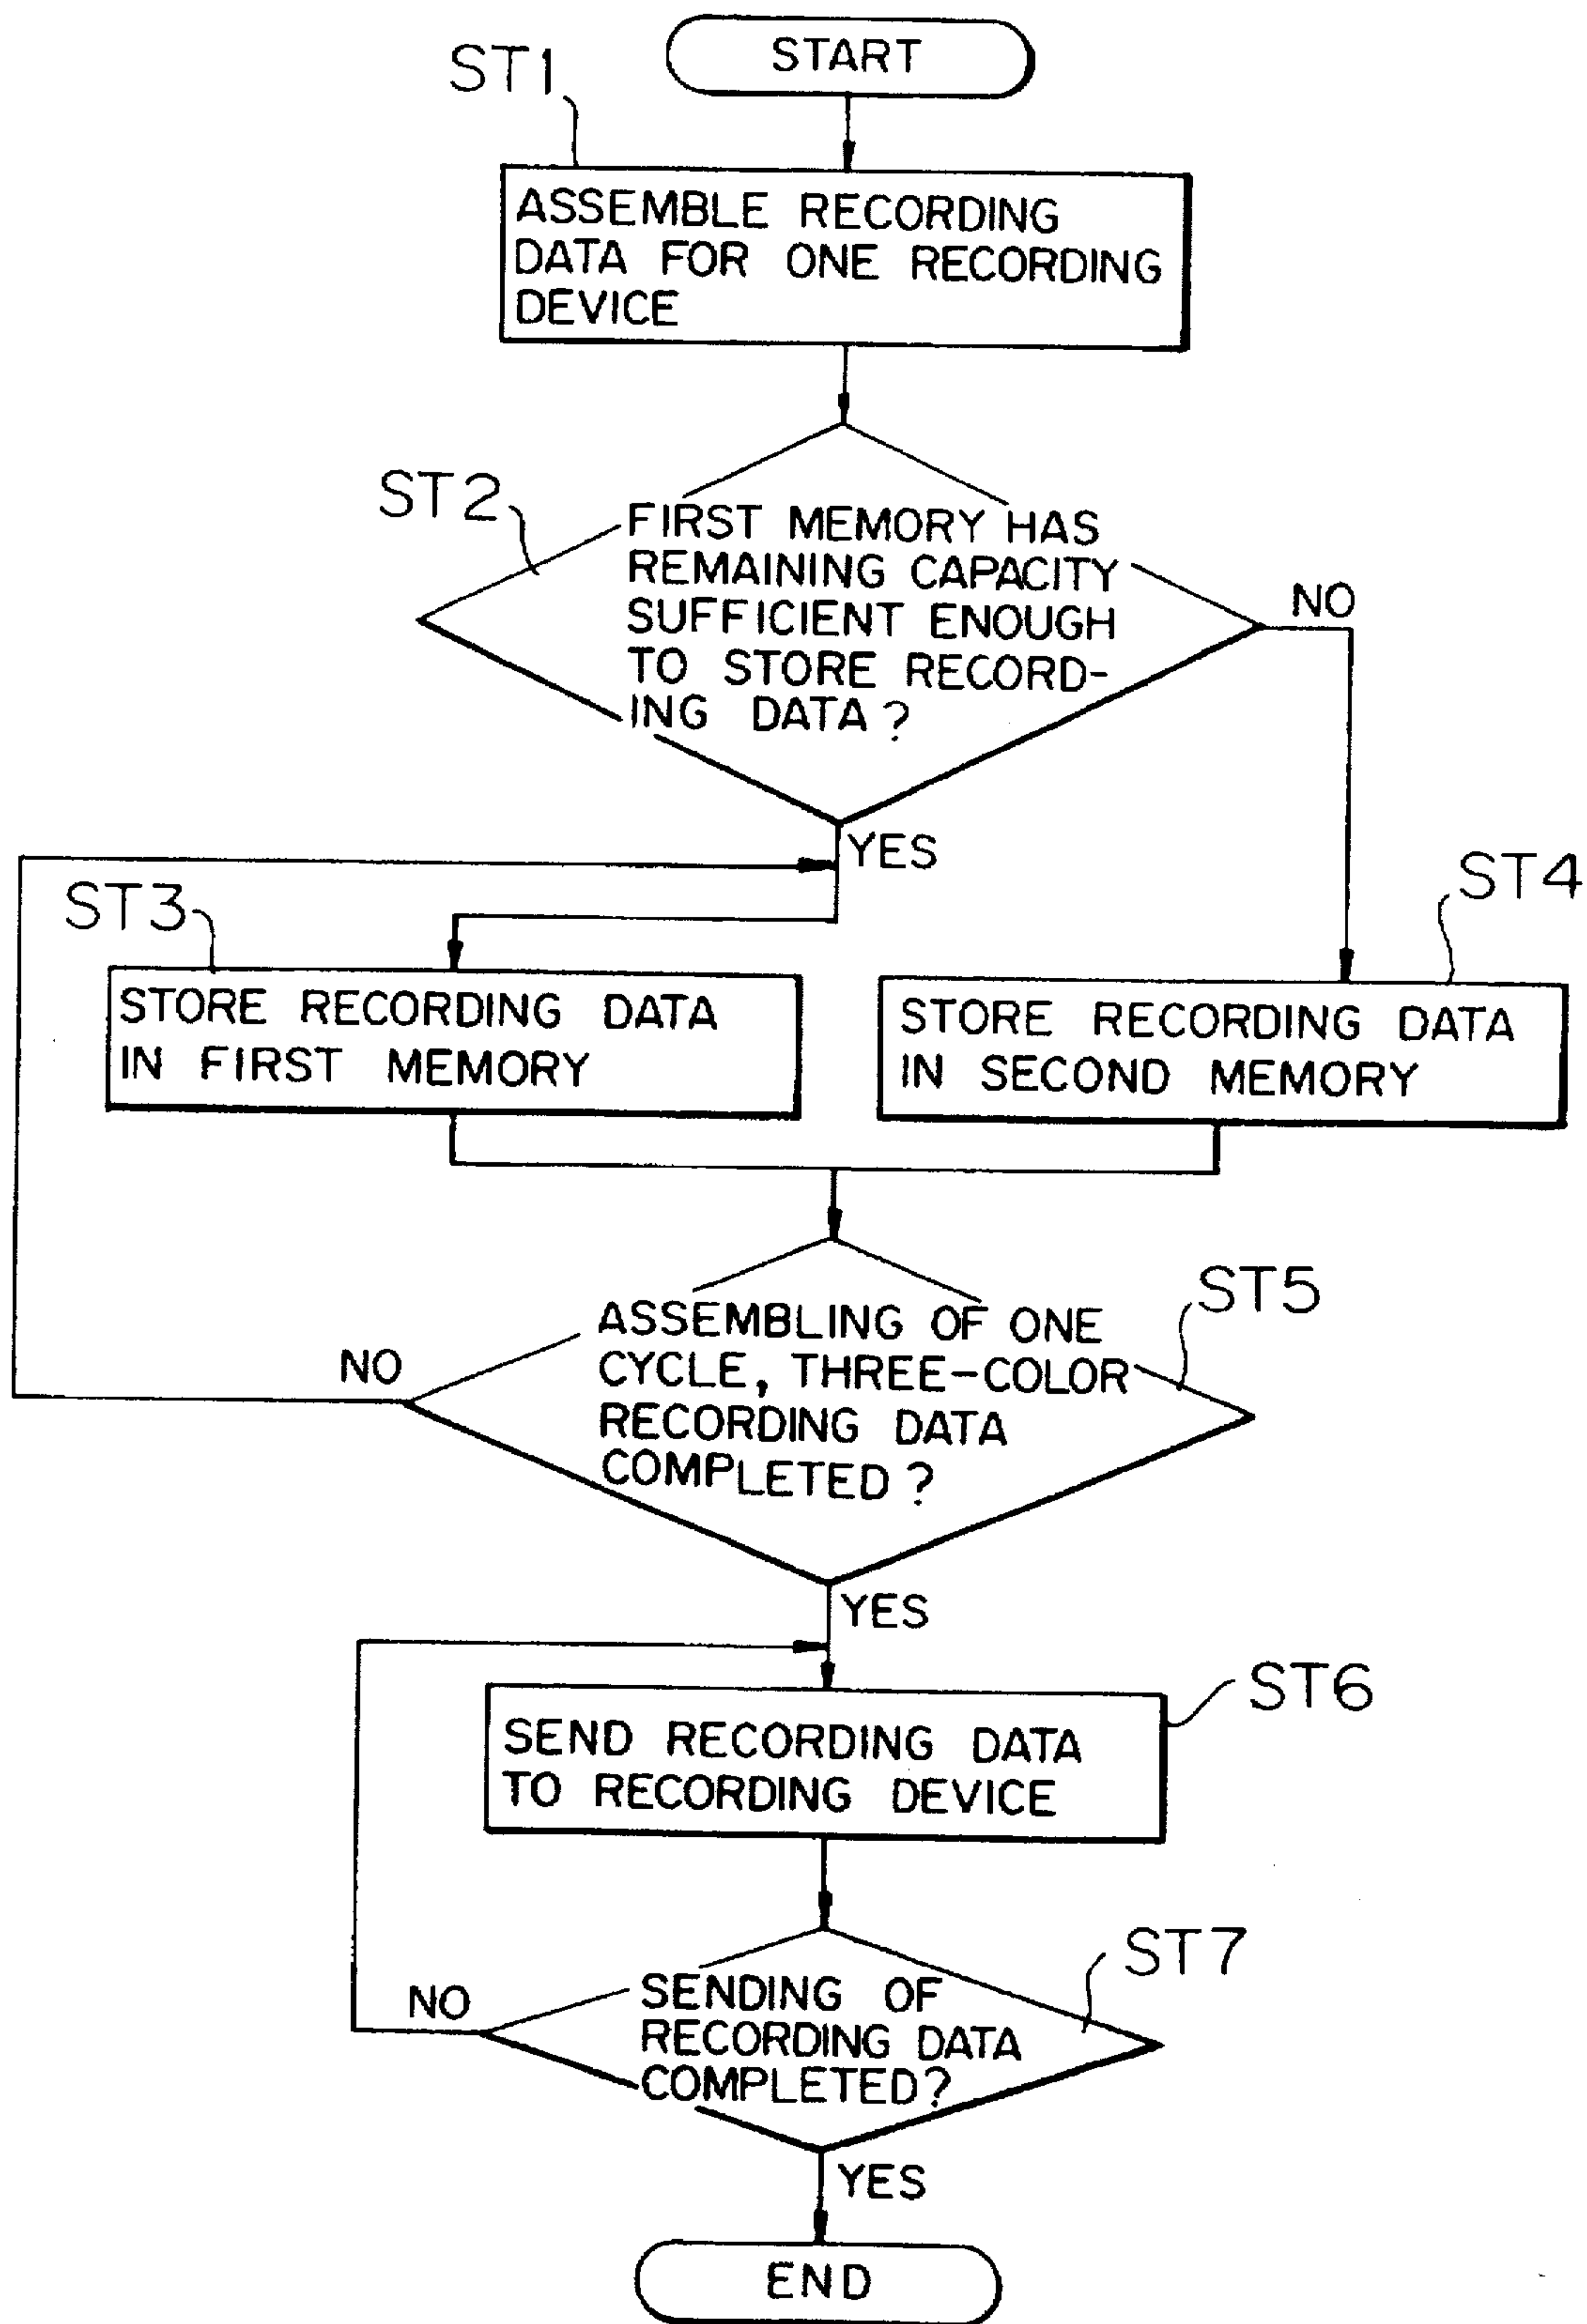 START
ST1
ASSEMBLE RECORDING
DATA FOR ONE RECORDING
DEVICE
ST2
FIRST MEMORY HAS
REMAINING CAPACITY
SUFFICIENT ENOUGH
TO STORE RECORD-
ING DATA?
NO
YES
ST3
STORE RECORDING DATA
IN FIRST MEMORY
ST4
STORE RECORDING DATA
IN SECOND MEMORY
ST5
ASSEMBLING OF ONE
CYCLE, THREE-COLOR
RECORDING DATA
COMPLETED?
NO
YES
ST6
SEND RECORDING DATA
TO RECORDING DEVICE
ST7
SENDING OF
RECORDING DATA
COMPLETED?
NO
YES
END